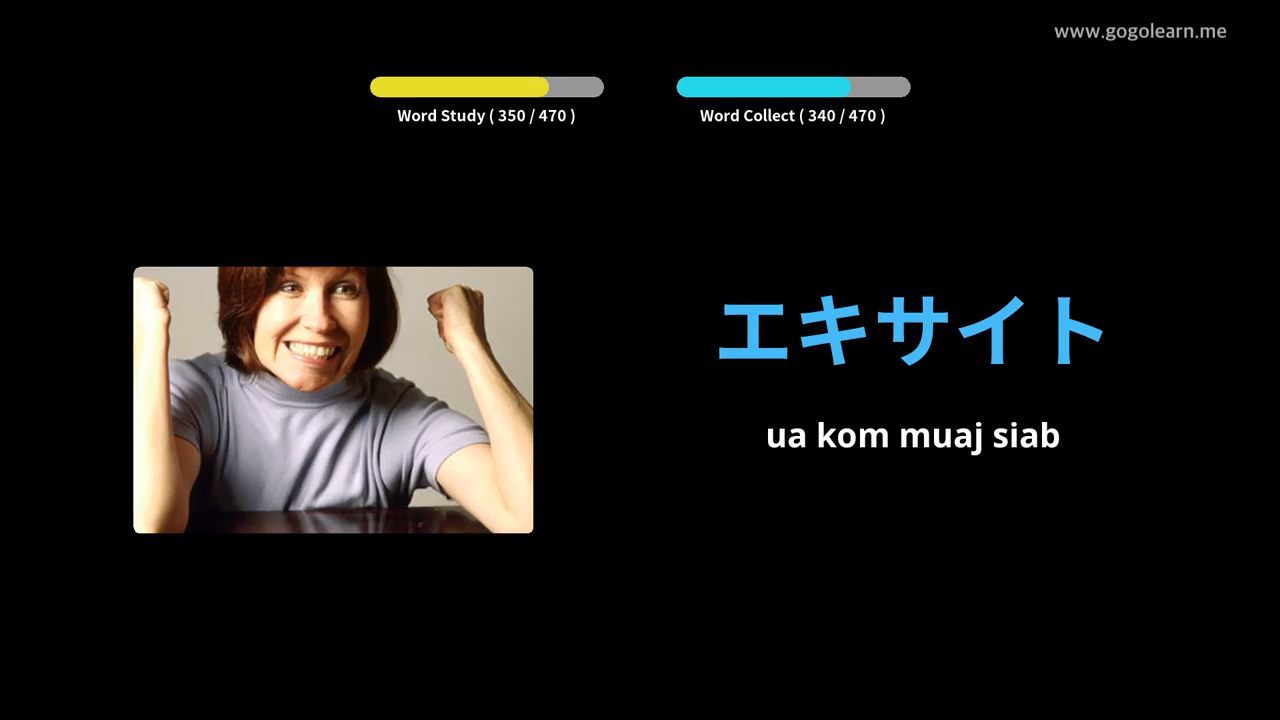 www.gogolearn.me
Word Study ( 350 / 470 )
Word Collect ( 340 / 470 )
エキサイト
ua kom muaj siab